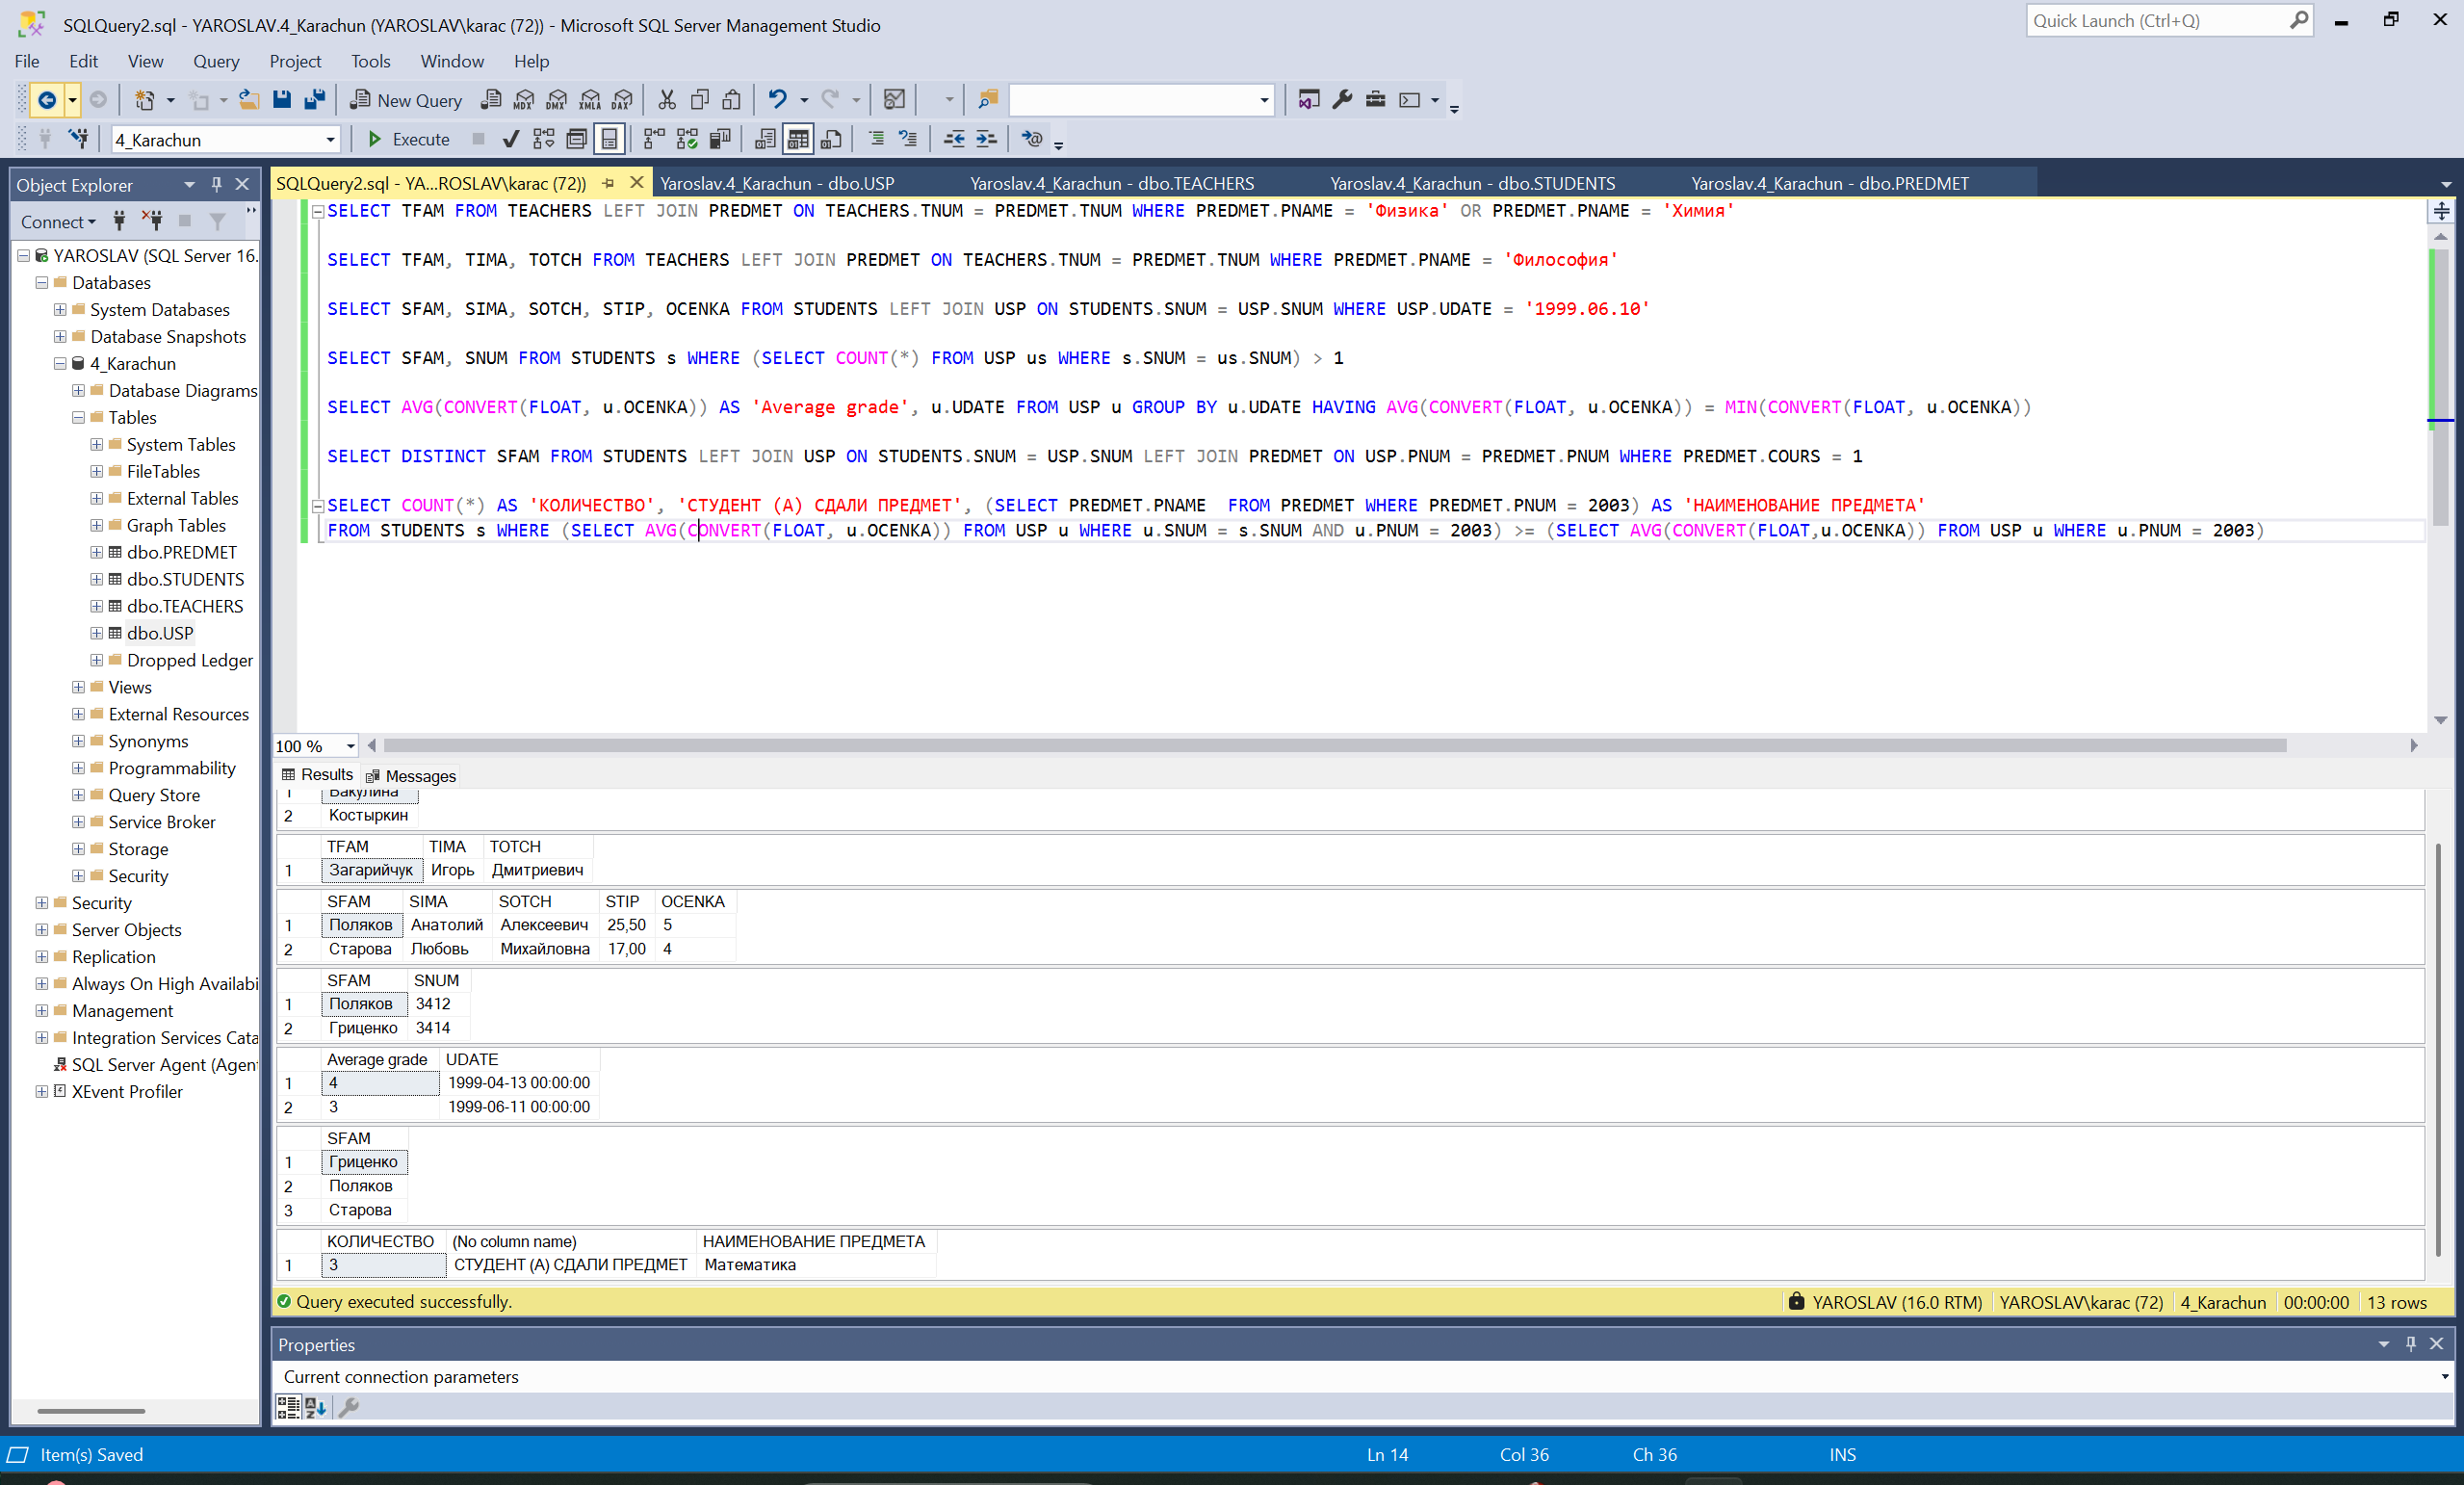 SQLQuery2.sql - YAROSLAV.4_Karachun (YAROSLAV\karac (72)) - Microsoft SQL Server Management Studio
Quick Launch (Ctrl+Q)
File Edit View Query Project Tools Window Help
New Query MDX DMX XMLA DAX
4_Karachun Execute
Object Explorer
Connect
YAROSLAV (SQL Server 16.
Databases
System Databases
Database Snapshots
4_Karachun
Database Diagrams
Tables
System Tables
FileTables
External Tables
Graph Tables
dbo.PREDMET
dbo.STUDENTS
dbo.TEACHERS
dbo.USP
Dropped Ledger
Views
External Resources
Synonyms
Programmability
Query Store
Service Broker
Storage
Security
Security
Server Objects
Replication
Always On High Availabi
Management
Integration Services Cata
SQL Server Agent (Agen
XEvent Profiler
SQLQuery2.sql - YA...ROSLAV\karac (72)) Yaroslav.4_Karachun - dbo.USP Yaroslav.4_Karachun - dbo.TEACHERS Yaroslav.4_Karachun - dbo.STUDENTS Yaroslav.4_Karachun - dbo.PREDMET
SELECT TFAM FROM TEACHERS LEFT JOIN PREDMET ON TEACHERS.TNUM = PREDMET.TNUM WHERE PREDMET.PNAME = 'Физика' OR PREDMET.PNAME = 'Химия'
SELECT TFAM, TIMA, TOTCH FROM TEACHERS LEFT JOIN PREDMET ON TEACHERS.TNUM = PREDMET.TNUM WHERE PREDMET.PNAME = 'Философия'
SELECT SFAM, SIMA, SOTCH, STIP, OCENKA FROM STUDENTS LEFT JOIN USP ON STUDENTS.SNUM = USP.SNUM WHERE USP.UDATE = '1999.06.10'
SELECT SFAM, SNUM FROM STUDENTS s WHERE (SELECT COUNT(*) FROM USP us WHERE s.SNUM = us.SNUM) > 1
SELECT AVG(CONVERT(FLOAT, u.OCENKA)) AS 'Average grade', u.UDATE FROM USP u GROUP BY u.UDATE HAVING AVG(CONVERT(FLOAT, u.OCENKA)) = MIN(CONVERT(FLOAT, u.OCENKA))
SELECT DISTINCT SFAM FROM STUDENTS LEFT JOIN USP ON STUDENTS.SNUM = USP.SNUM LEFT JOIN PREDMET ON USP.PNUM = PREDMET.PNUM WHERE PREDMET.COURS = 1
SELECT COUNT(*) AS 'КОЛИЧЕСТВО', 'СТУДЕНТ (А) СДАЛИ ПРЕДМЕТ', (SELECT PREDMET.PNAME  FROM PREDMET WHERE PREDMET.PNUM = 2003) AS 'НАИМЕНОВАНИЕ ПРЕДМЕТА'
FROM STUDENTS s WHERE (SELECT AVG(CONVERT(FLOAT, u.OCENKA)) FROM USP u WHERE u.SNUM = s.SNUM AND u.PNUM = 2003) >= (SELECT AVG(CONVERT(FLOAT,u.OCENKA)) FROM USP u WHERE u.PNUM = 2003)
100 %
Results Messages
1 Вакулина
2 Костыркин
TFAM TIMA TOTCH
1 Загарийчук Игорь Дмитриевич
SFAM SIMA SOTCH STIP OCENKA
1 Поляков Анатолий Алексеевич 25,50 5
2 Старова Любовь Михайловна 17,00 4
SFAM SNUM
1 Поляков 3412
2 Гриценко 3414
Average grade UDATE
1 4 1999-04-13 00:00:00
2 3 1999-06-11 00:00:00
SFAM
1 Гриценко
2 Поляков
3 Старова
КОЛИЧЕСТВО (No column name) НАИМЕНОВАНИЕ ПРЕДМЕТА
1 3 СТУДЕНТ (А) СДАЛИ ПРЕДМЕТ Математика
Query executed successfully. YAROSLAV (16.0 RTM) YAROSLAV\karac (72) 4_Karachun 00:00:00 13 rows
Properties
Current connection parameters
Item(s) Saved Ln 14 Col 36 Ch 36 INS